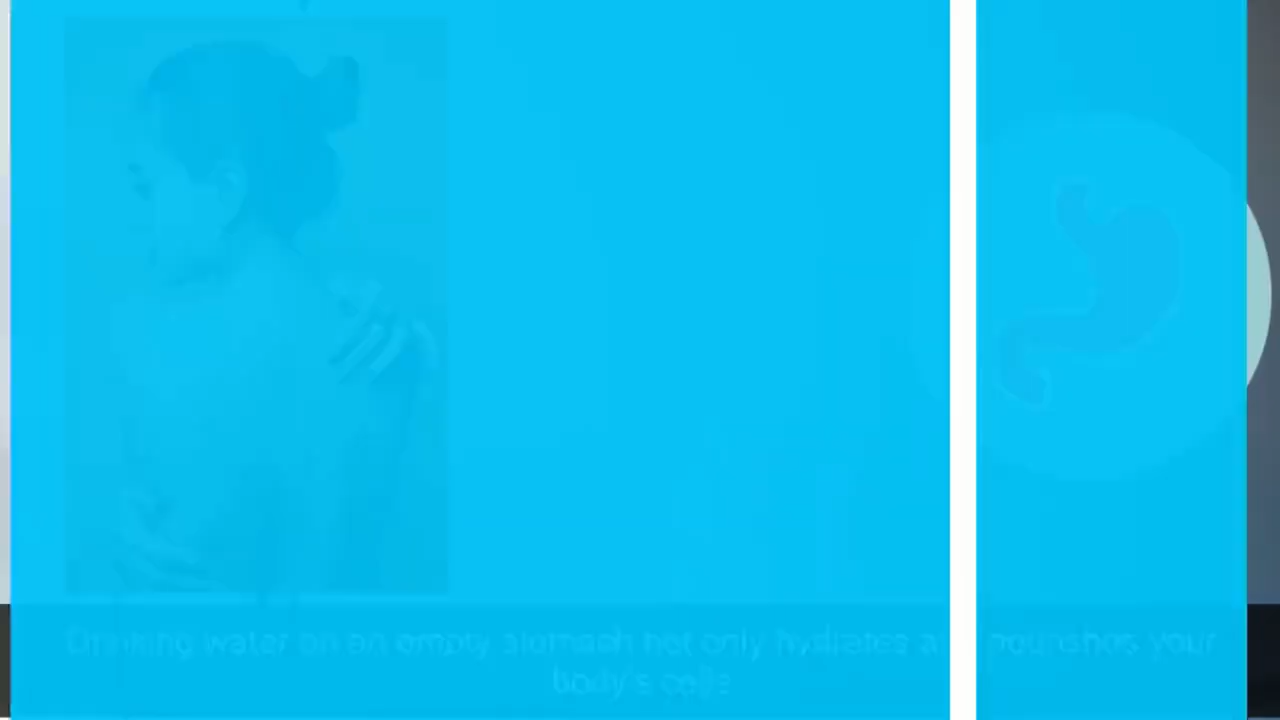 Drinking water on an empty stomach not only hydrates a nourishes your
body's cells